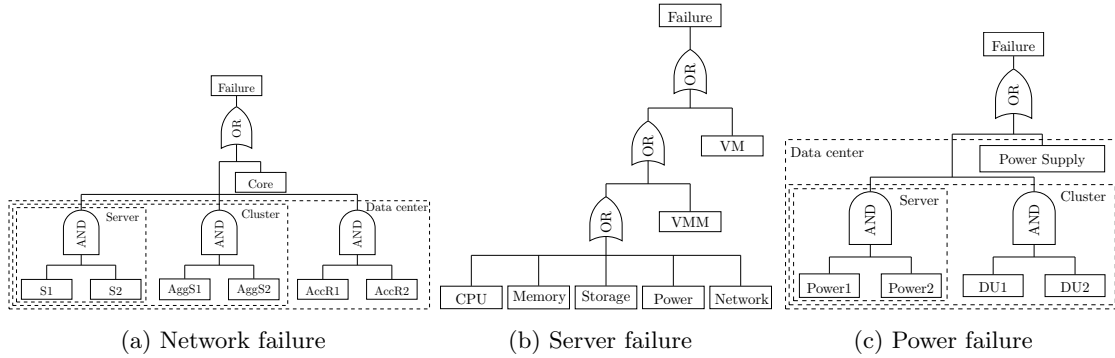 Failure
OR
Core
Data center
Server
Cluster
AND
AND
AND
S1
S2
AggS1
AggS2
AccR1
AccR2
(a) Network failure
Failure
OR
OR
VM
OR
VMM
CPU
Memory
Storage
Power
Network
(b) Server failure
Failure
OR
Data center
Power Supply
Server
Cluster
AND
AND
Power1
Power2
DU1
DU2
(c) Power failure